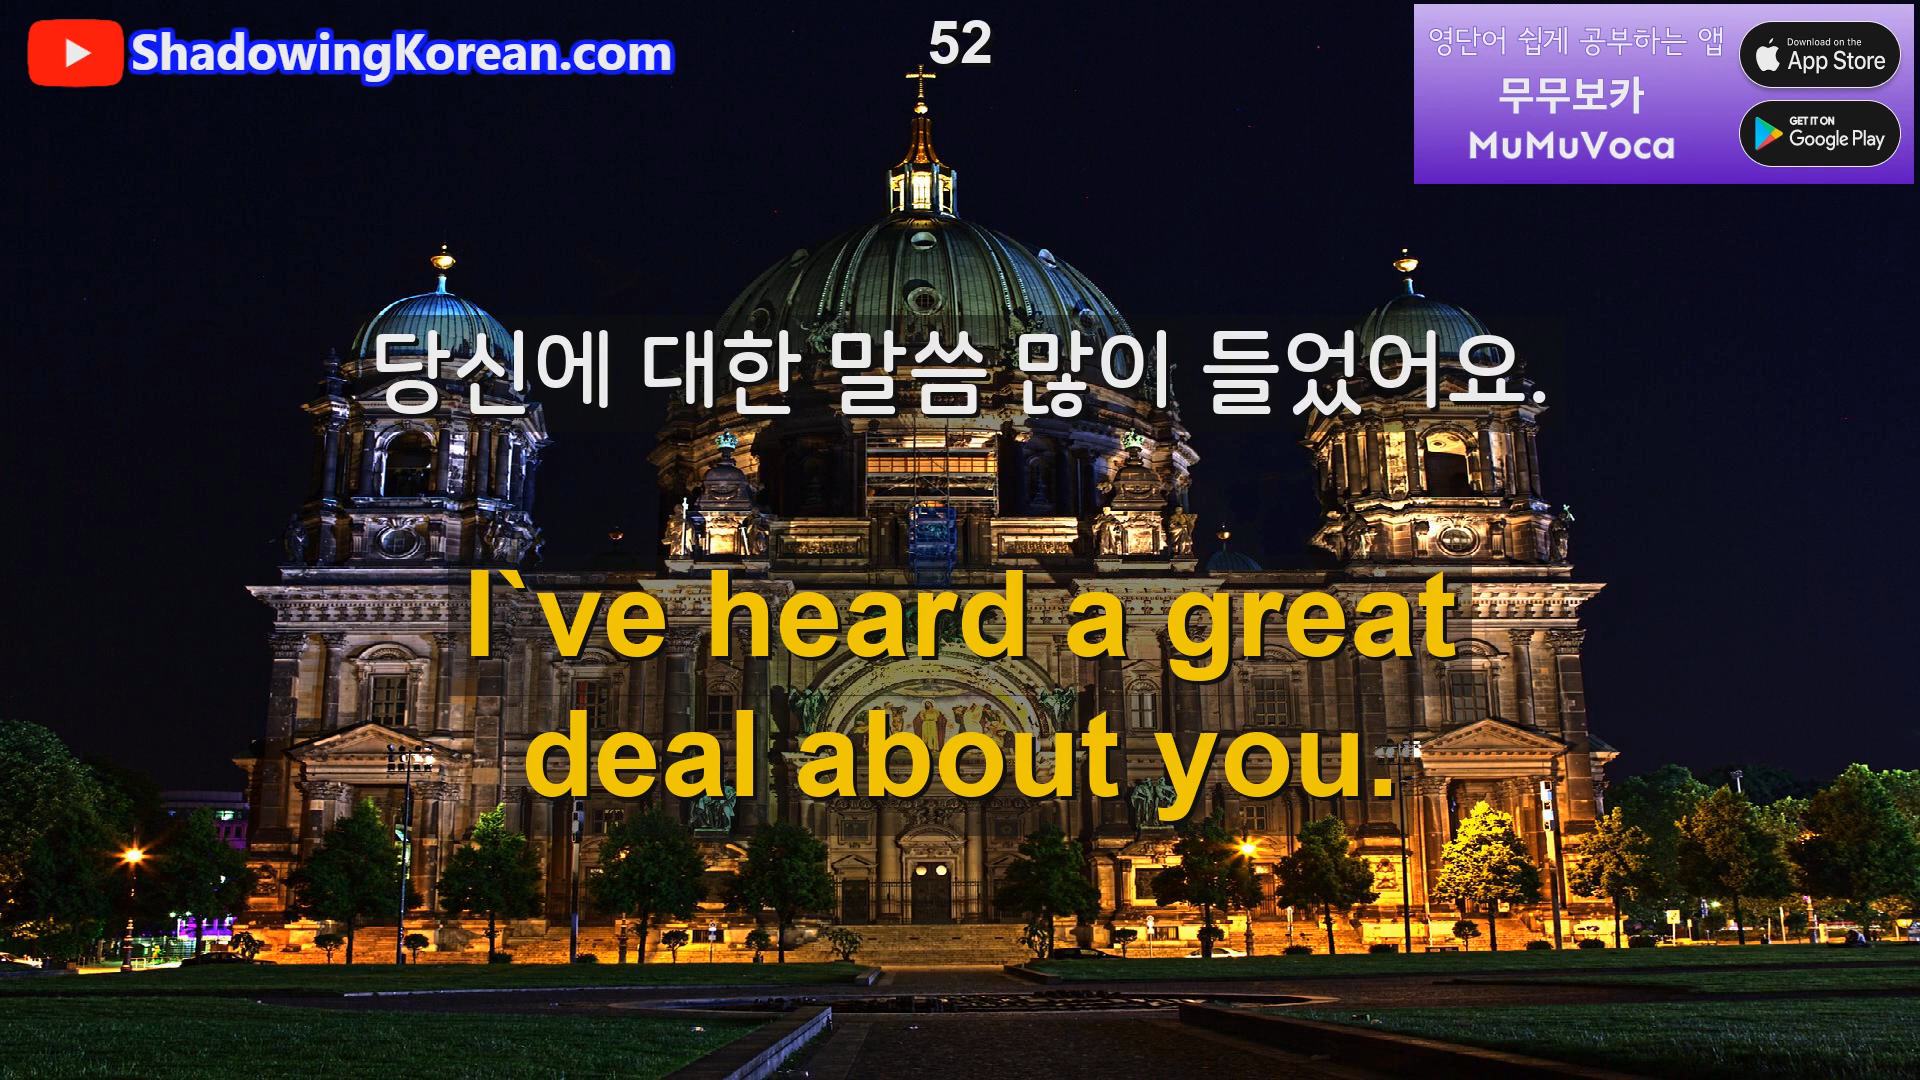 ShadowingKorean.com
52
영단어 쉽게 공부하는 앱
무무보카
MuMuVoca
Download on the
App Store
GET IT ON
Google Play
당신에 대한 말씀 많이 들었어요.
I`ve heard a great
deal about you.